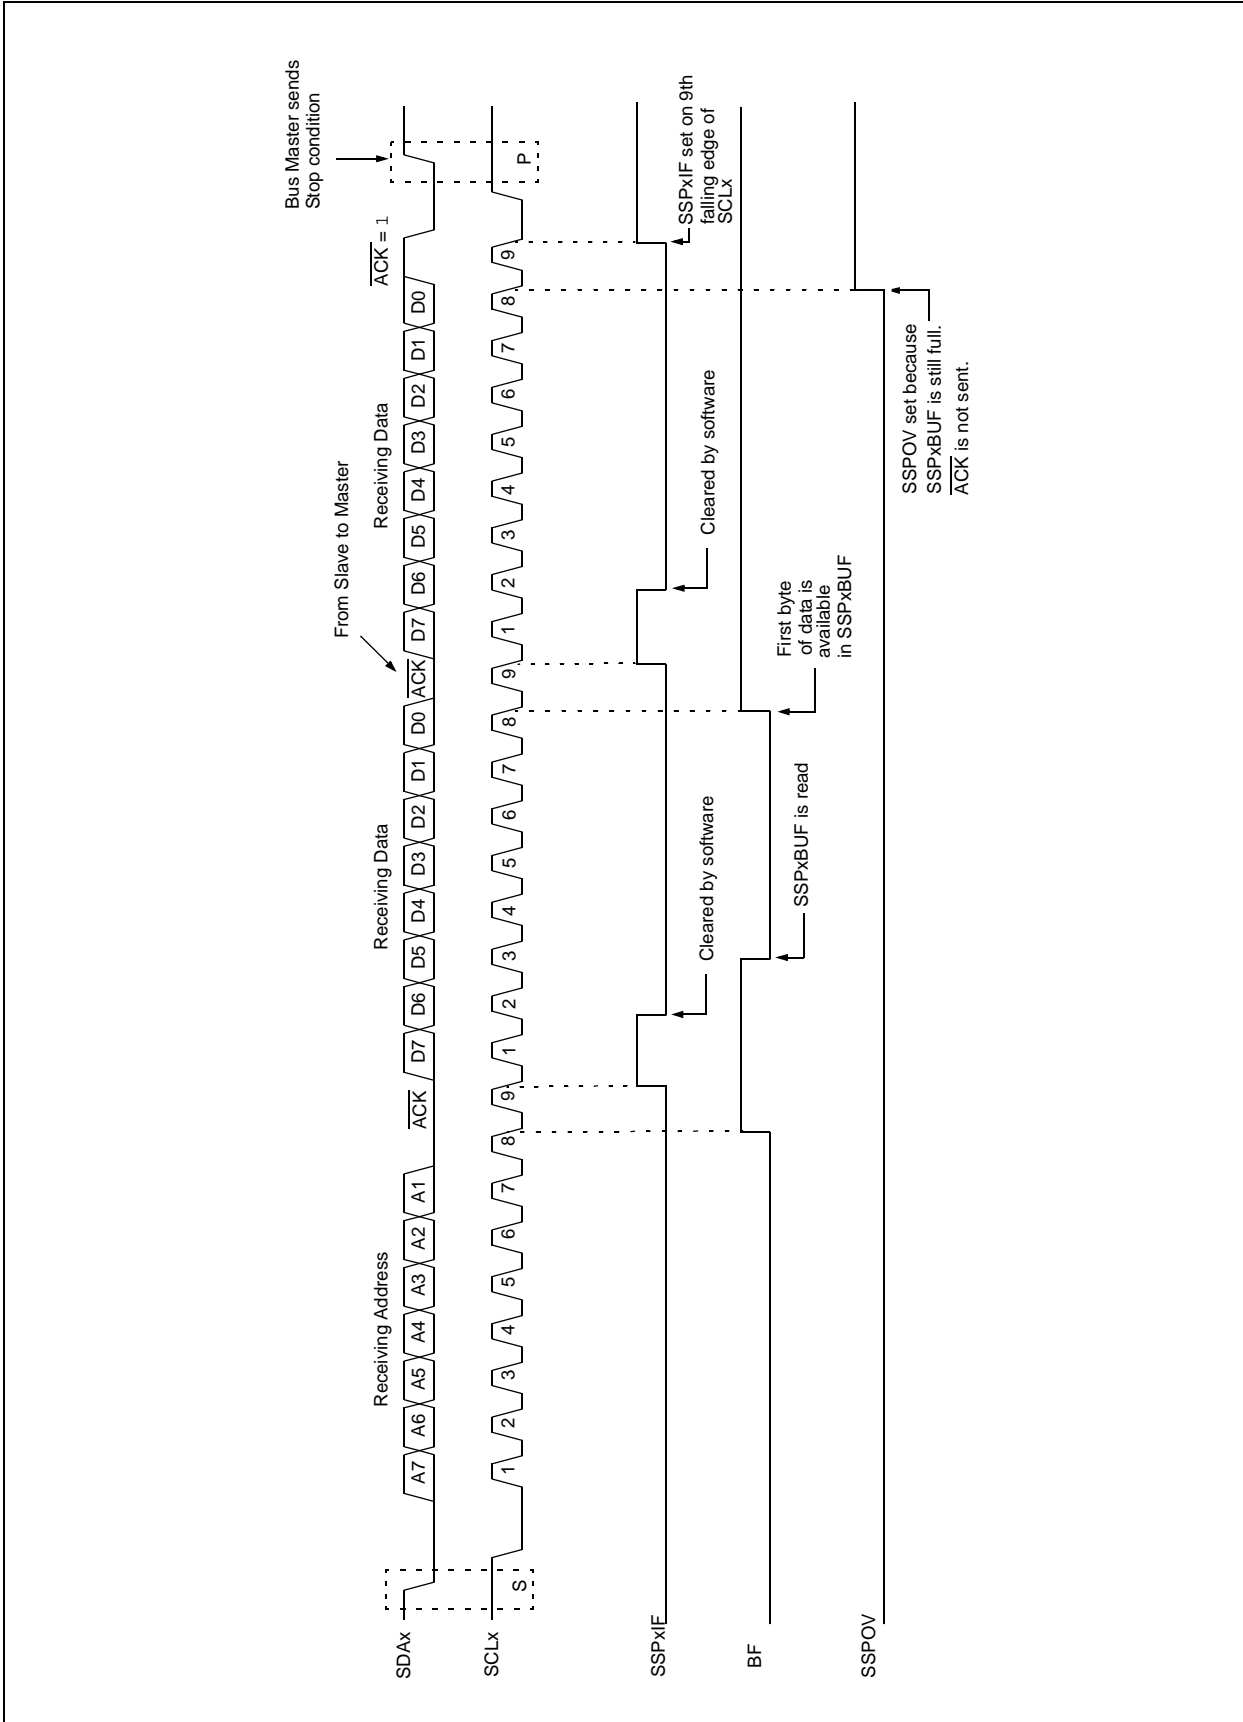 Bus Master sends
Stop condition
From Slave to Master
Receiving Address
Receiving Data
Receiving Data
ACK = 1
SDAx
A7 A6 A5 A4 A3 A2 A1 ACK D7 D6 D5 D4 D3 D2 D1 D0 ACK D7 D6 D5 D4 D3 D2 D1 D0
SCLx
S 1 2 3 4 5 6 7 8 9 1 2 3 4 5 6 7 8 9 1 2 3 4 5 6 7 8 9 P
SSPxIF
Cleared by software
Cleared by software
SSPxIF set on 9th
falling edge of
SCLx
BF
SSPxBUF is read
First byte
of data is
available
in SSPxBUF
SSPOV
SSPOV set because
SSPxBUF is still full.
ACK is not sent.